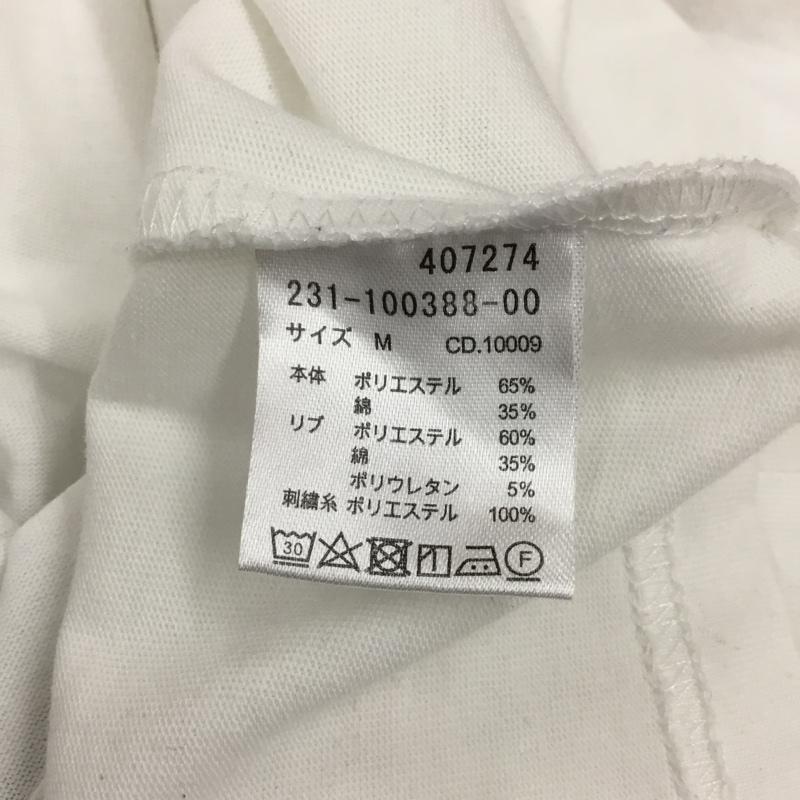 407274
231-100388-00
サイズ M CD.10009
本体 ポリエステル 65%
綿 35%
リブ ポリエステル 60%
綿 35%
ポリウレタン 5%
刺繍糸 ポリエステル 100%
30 F